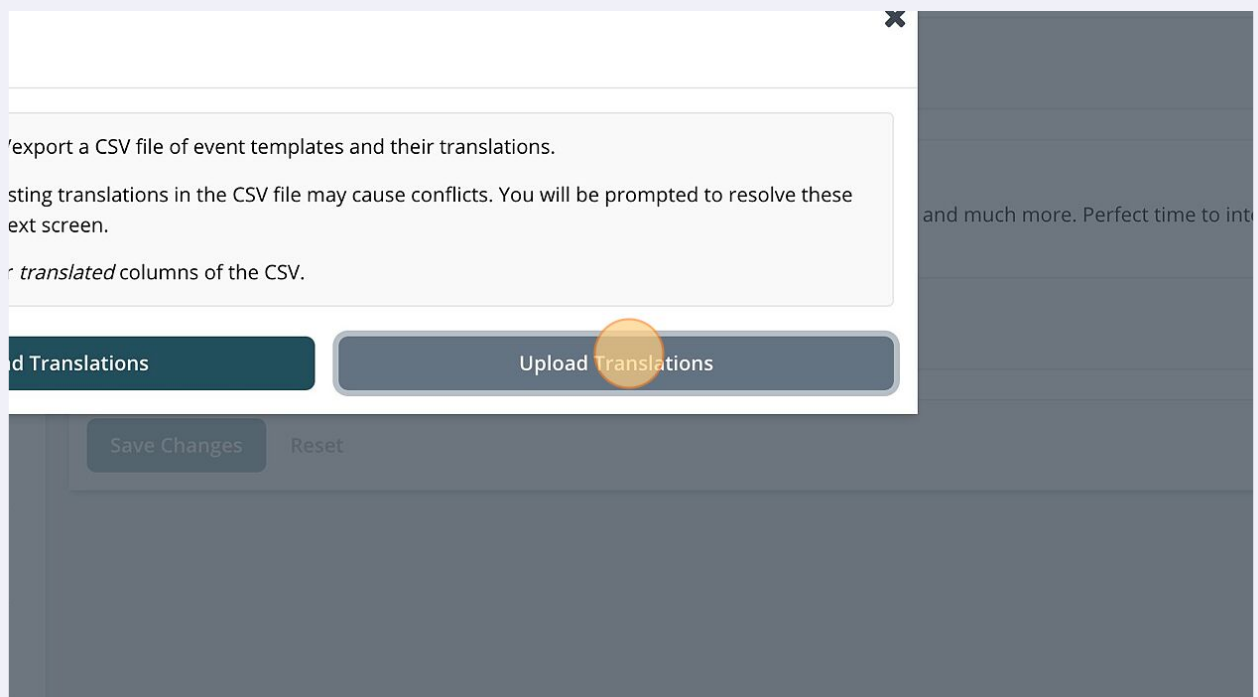 /export a CSV file of event templates and their translations.
sting translations in the CSV file may cause conflicts. You will be prompted to resolve these
ext screen.
and much more. Perfect time to inte
r translated columns of the CSV.
d Translations
Upload Translations
Save Changes
Reset